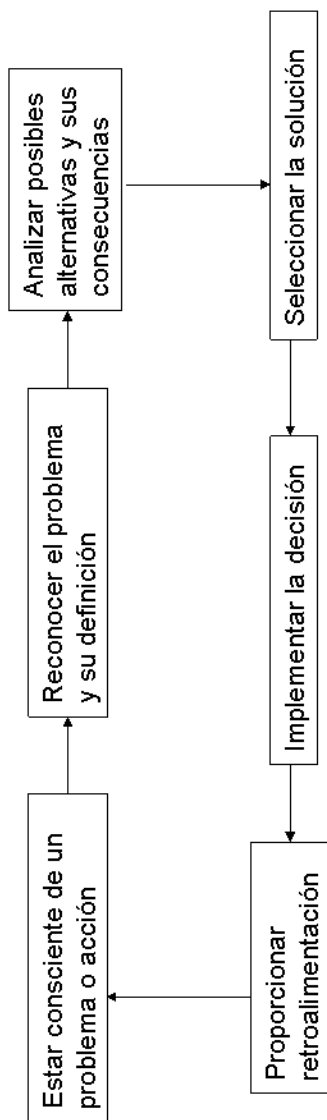 Estar consciente de un
problema o acción
Reconocer el problema
y su definición
Analizar posibles
alternativas y sus
consecuencias
Seleccionar la solución
Implementar la decisión
Proporcionar
retroalimentación